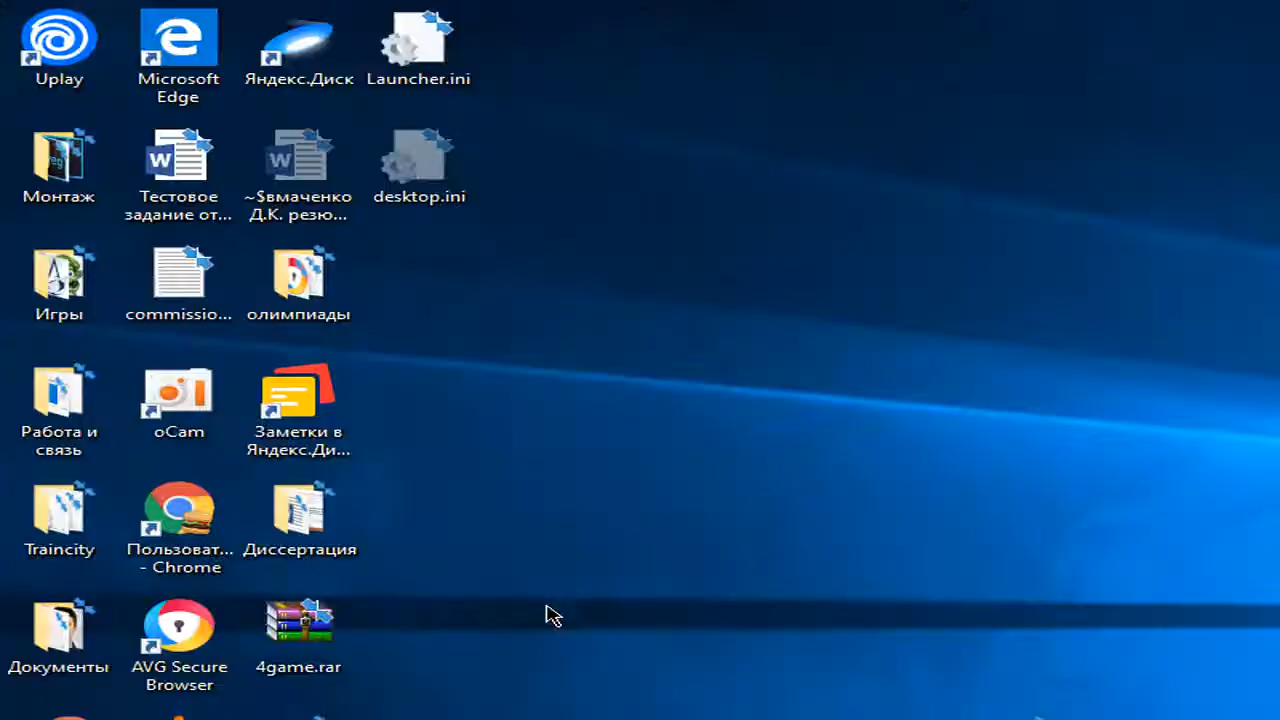 Uplay
Microsoft
Edge
Яндекс.Диск
Launcher.ini
Монтаж
Тестовое
задание от...
~$вмаченко
Д.К. резю...
desktop.ini
Игры
commissio...
олимпиады
Работа и
связь
oCam
Заметки в
Яндекс.Ди...
Traincity
Пользоват...
- Chrome
Диссертация
Документы
AVG Secure
Browser
4game.rar